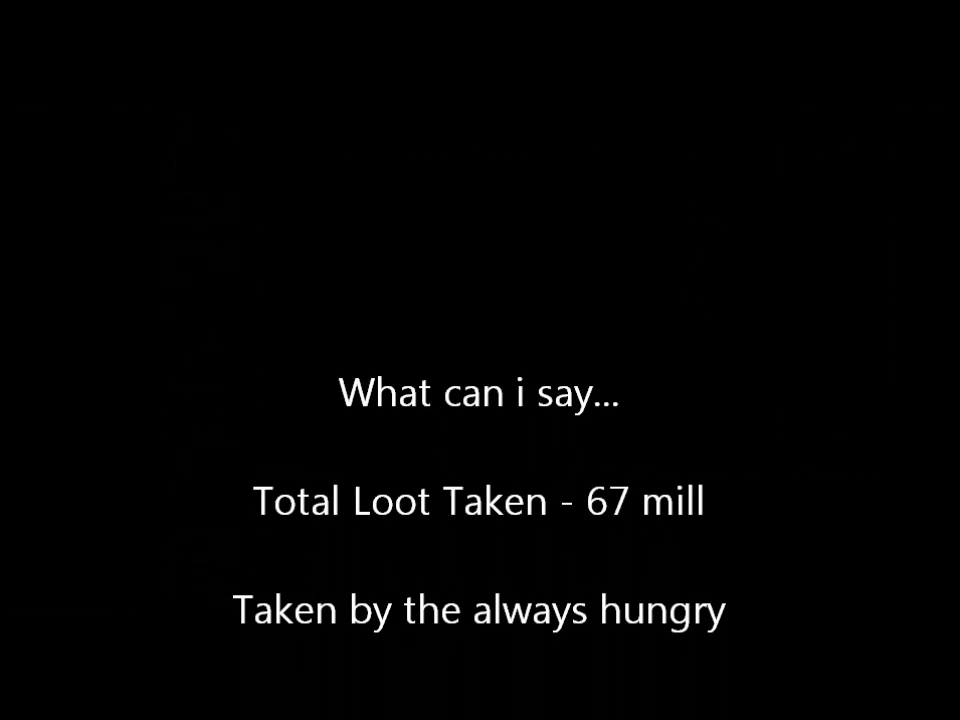 What can i say...
Total Loot Taken - 67 mill
Taken by the always hungry